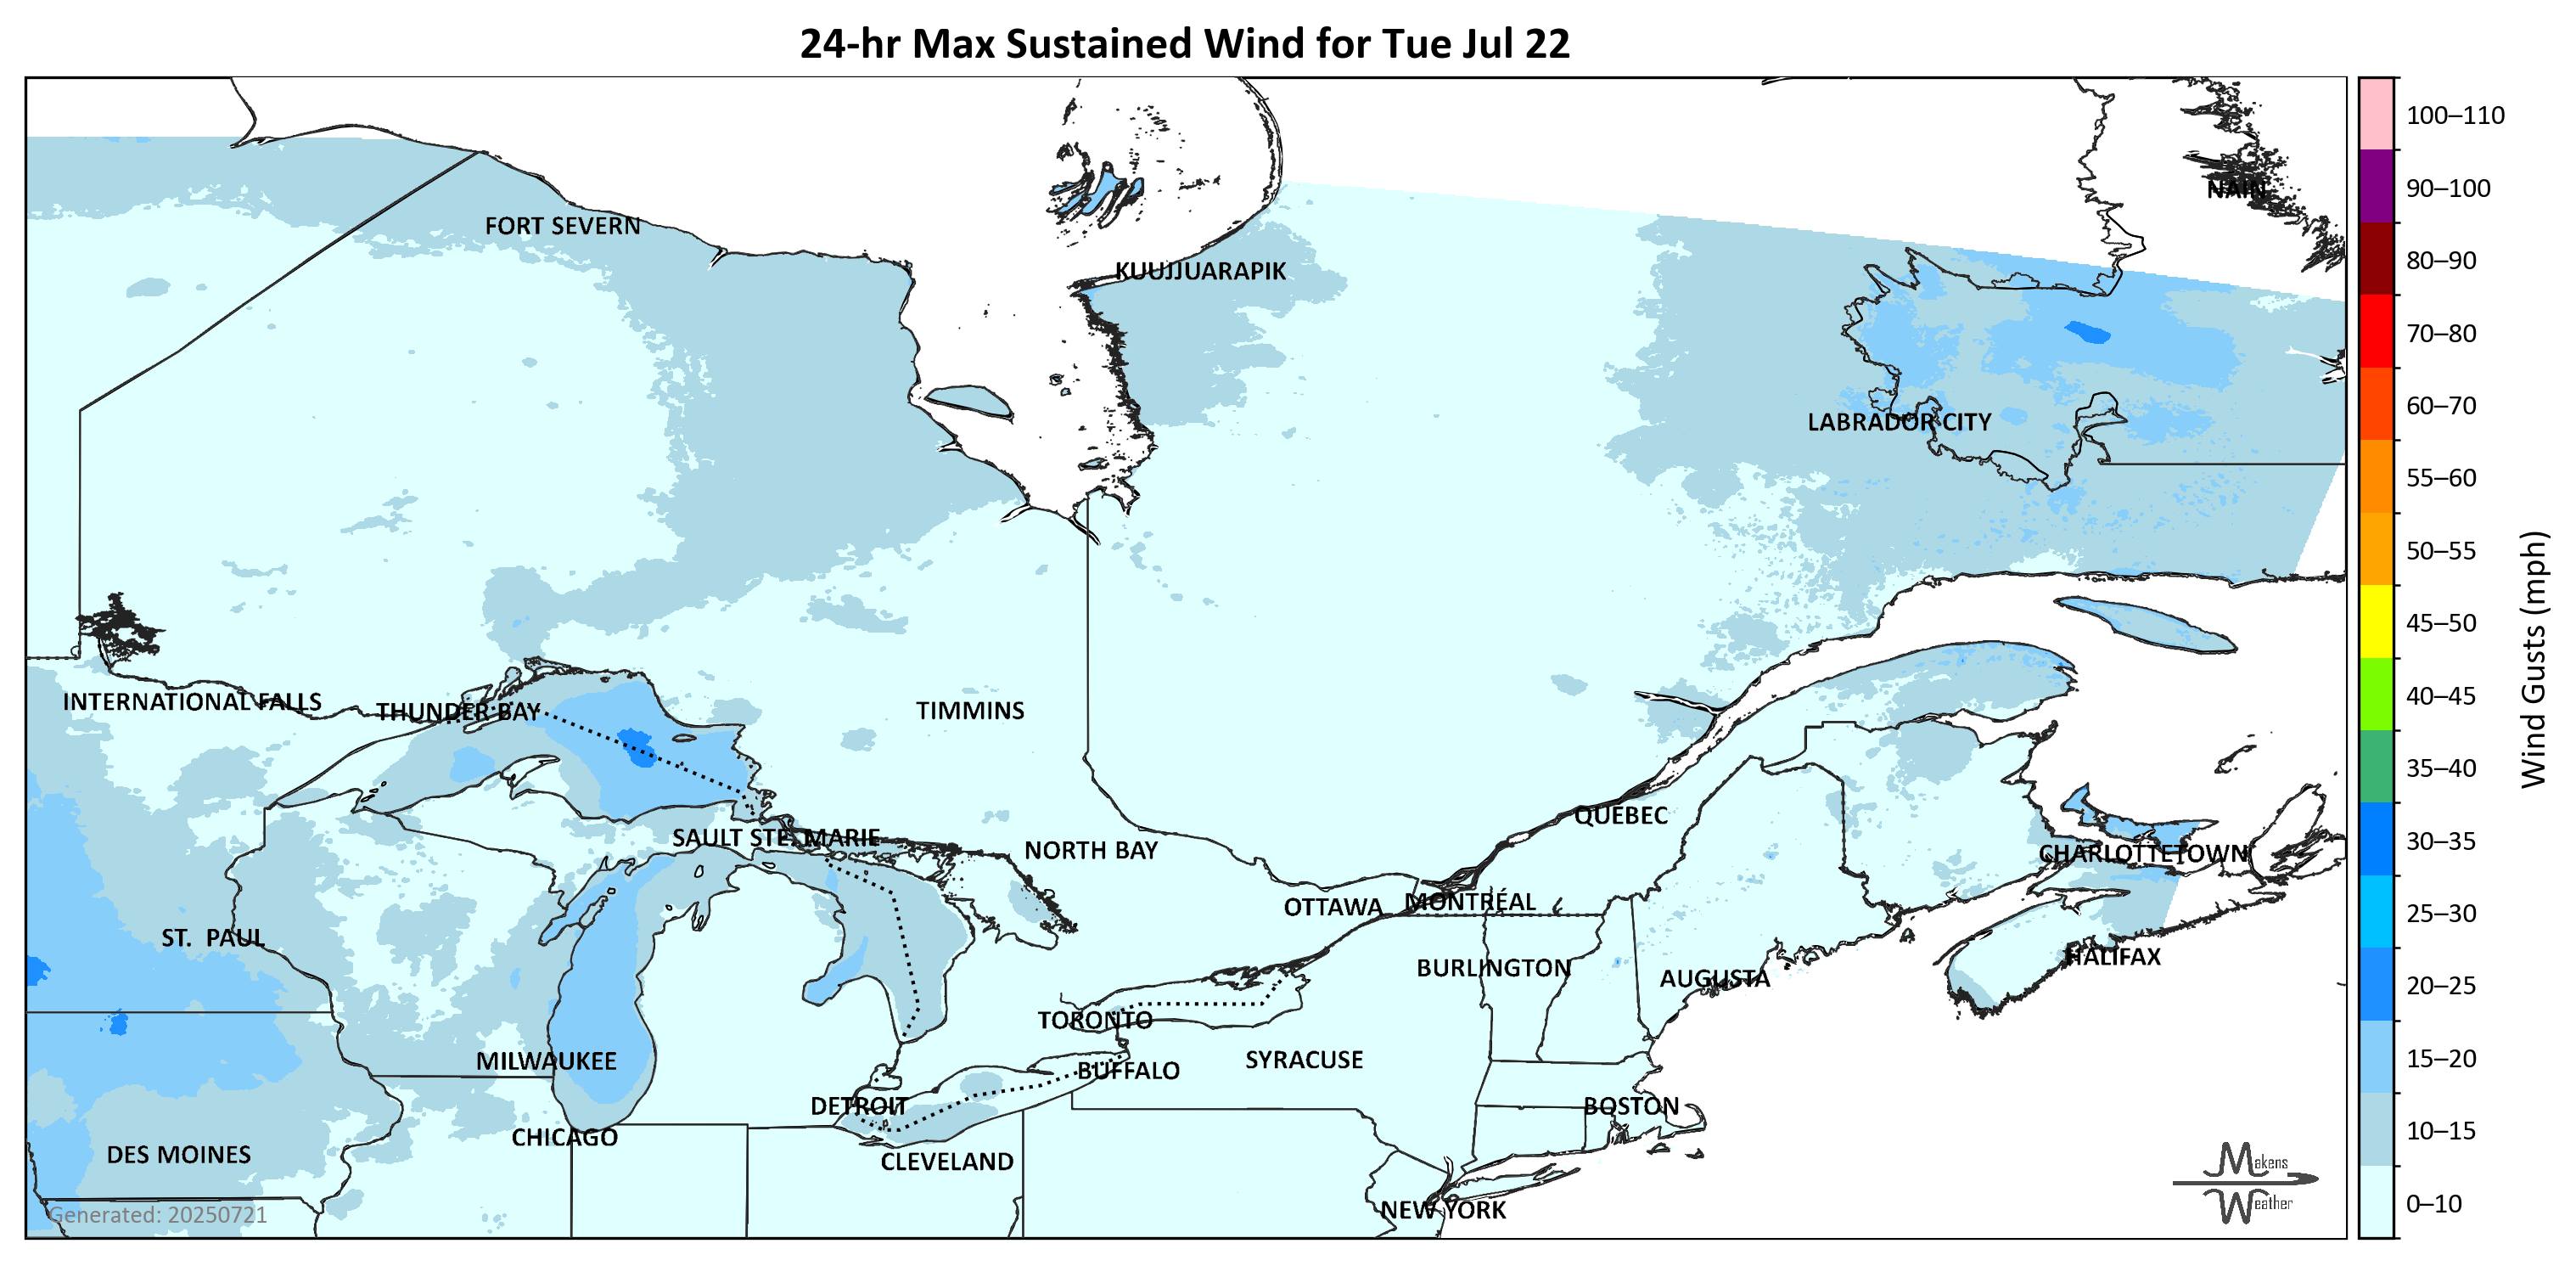 24-hr Max Sustained Wind for Tue Jul 22
100–110
90–100
NAIN
FORT SEVERN
80–90
KUUJJUARAPIK
70–80
60–70
LABRADOR CITY
55–60
50–55
45–50
40–45
INTERNATIONAL FALLS
THUNDER BAY
TIMMINS
35–40
Wind Gusts (mph)
QUÉBEC
SAULT STE. MARIE
30–35
NORTH BAY
CHARLOTTETOWN
OTTAWA
MONTRÉAL
25–30
ST. PAUL
HALIFAX
BURLINGTON
AUGUSTA
20–25
TORONTO
MILWAUKEE
SYRACUSE
15–20
BUFFALO
DETROIT
BOSTON
CHICAGO
10–15
DES MOINES
CLEVELAND
Makens
Weather
0–10
NEW YORK
Generated: 20250721